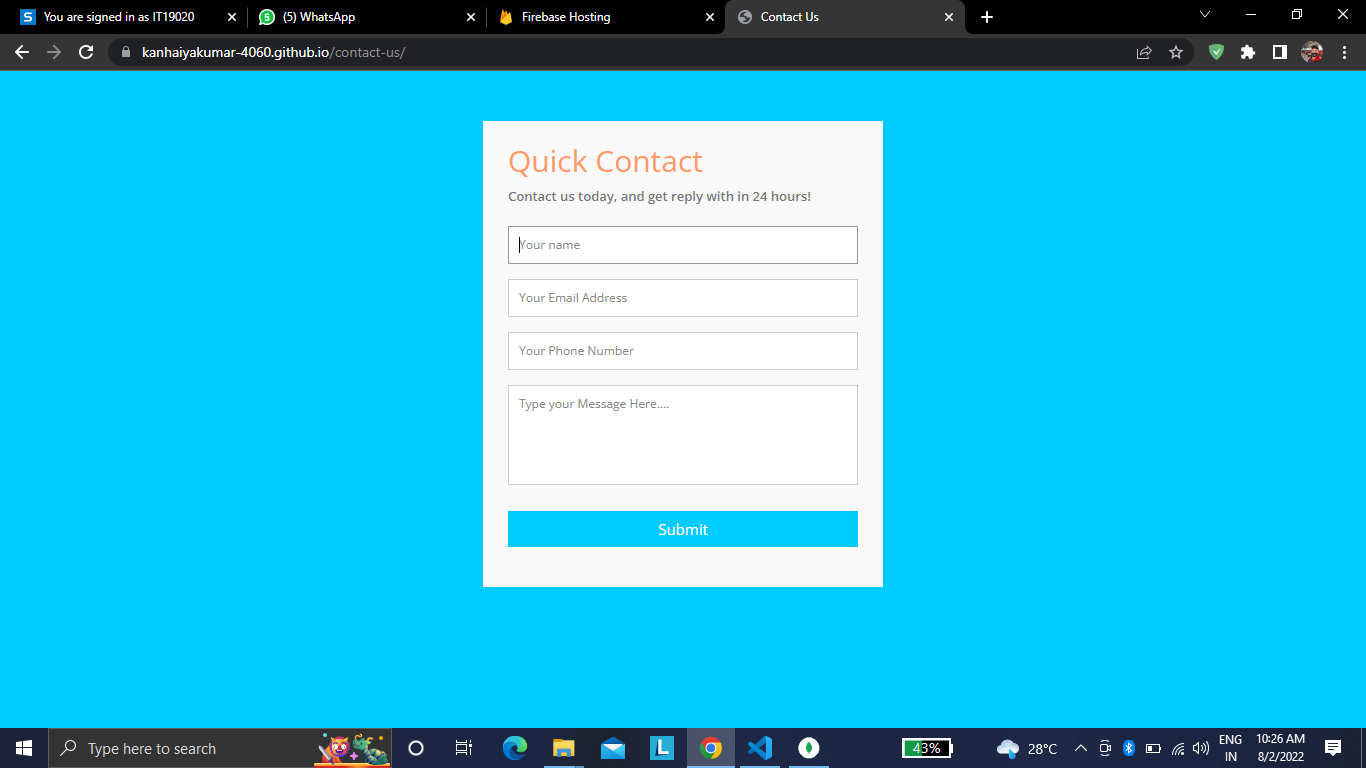 S You are signed in as IT19020
5 (5) WhatsApp
Firebase Hosting
Contact Us
kanhaiyakumar-4060.github.io/contact-us/
Quick Contact
Contact us today, and get reply with in 24 hours!
Your name
Your Email Address
Your Phone Number
Type your Message Here....
Submit
Type here to search
L
43%
28°C
ENG
IN
10:26 AM
8/2/2022